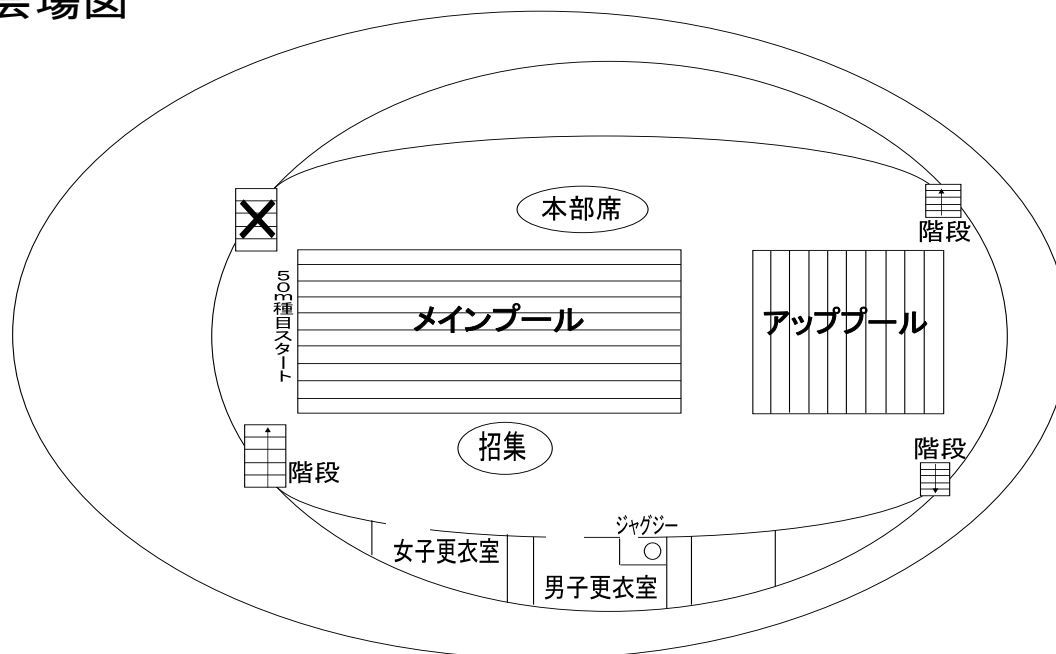 会場図
本部席
階段
50m種目スタート
メインプール
アッププール
招集
階段
階段
ジャグジー
女子更衣室
男子更衣室